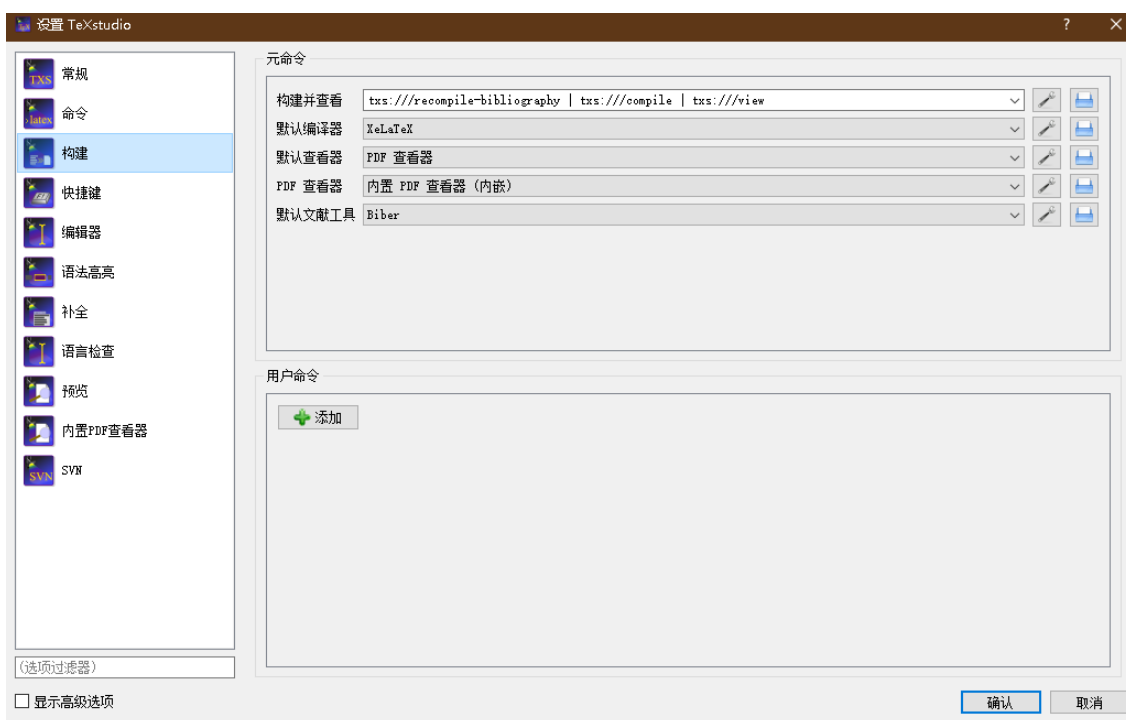 设置 TeXstudio
?
常规
命令
构建
快捷键
编辑器
语法高亮
补全
语言检查
预览
内置PDF查看器
SVN
(选项过滤器)
显示高级选项
元命令
构建并查看 txs:///recompile-bibliography | txs:///compile | txs:///view
默认编译器 XeLaTeX
默认查看器 PDF 查看器
PDF 查看器 内置 PDF 查看器 (内嵌)
默认文献工具 Biber
用户命令
添加
确认 取消
TXS
>latex
SVN